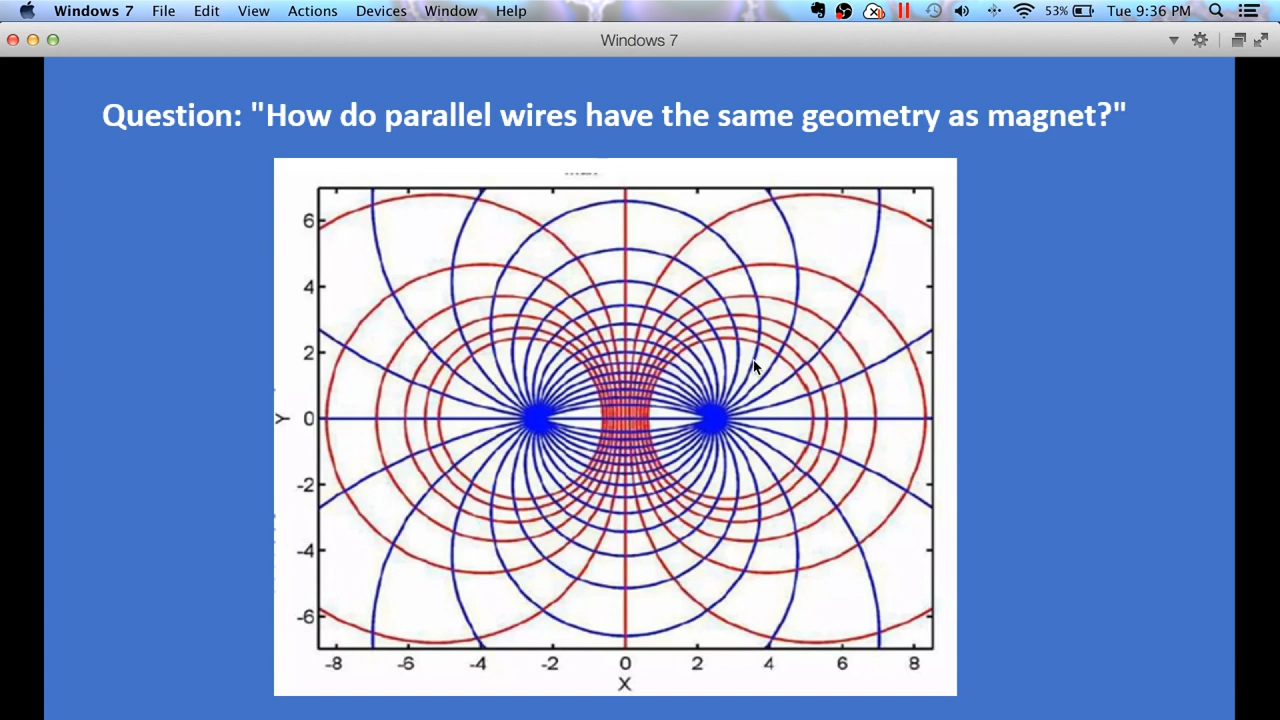 Windows 7 File Edit View Actions Devices Window Help 53% Tue 9:36 PM
Windows 7
Question: "How do parallel wires have the same geometry as magnet?"
6
4
2
Y 0
-2
-4
-6
-8 -6 -4 -2 0 2 4 6 8
X